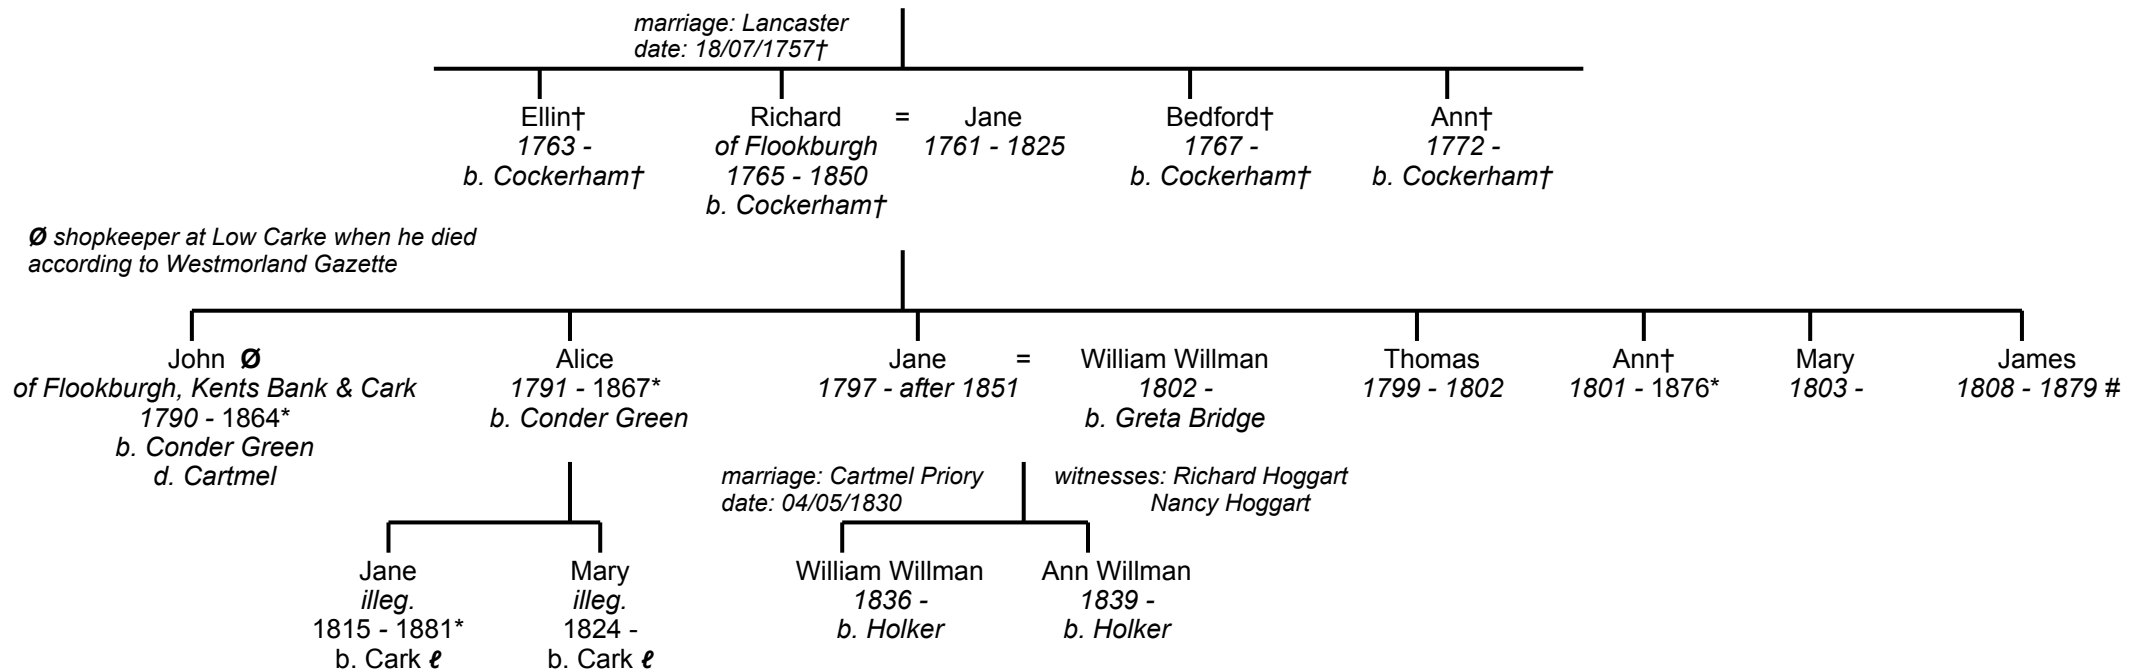 marriage: Lancaster
date: 18/07/1757†
Ellin†
1763 -
b. Cockerham†
Richard
of Flookburgh
1765 - 1850
b. Cockerham†
=
Jane
1761 - 1825
Bedford†
1767 -
b. Cockerham†
Ann†
1772 -
b. Cockerham†
Ø shopkeeper at Low Carke when he died
according to Westmorland Gazette
John Ø
of Flookburgh, Kents Bank & Cark
1790 - 1864*
b. Conder Green
d. Cartmel
Alice
1791 - 1867*
b. Conder Green
Jane
1797 - after 1851
=
William Willman
1802 -
b. Greta Bridge
Thomas
1799 - 1802
Ann†
1801 - 1876*
Mary
1803 -
James
1808 - 1879 #
marriage: Cartmel Priory
date: 04/05/1830
witnesses: Richard Hoggart
Nancy Hoggart
Jane
illeg.
1815 - 1881*
b. Cark ℓ
Mary
illeg.
1824 -
b. Cark ℓ
William Willman
1836 -
b. Holker
Ann Willman
1839 -
b. Holker